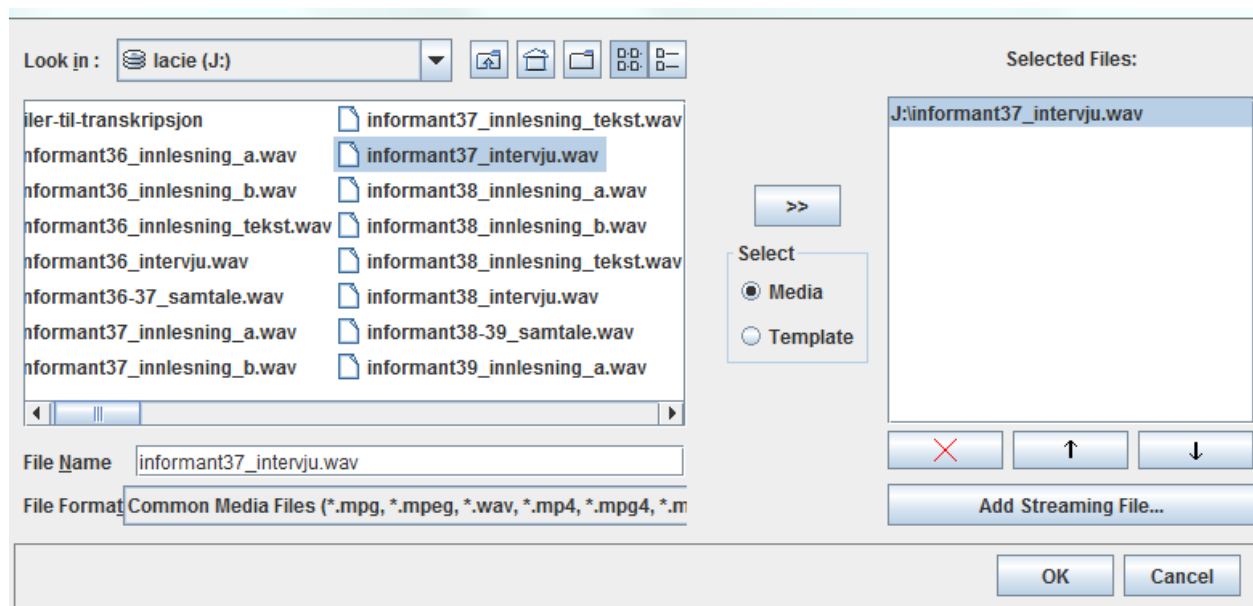 Look in :
lacie (J:)
iler-til-transkripsjon
nformant36_innlesning_a.wav
nformant36_innlesning_b.wav
nformant36_innlesning_tekst.wav
nformant36_intervju.wav
nformant36-37_samtale.wav
nformant37_innlesning_a.wav
nformant37_innlesning_b.wav
informant37_innlesning_tekst.wav
informant37_intervju.wav
informant38_innlesning_a.wav
informant38_innlesning_b.wav
informant38_innlesning_tekst.wav
informant38_intervju.wav
informant38-39_samtale.wav
informant39_innlesning_a.wav
File Name
informant37_intervju.wav
File Format
Common Media Files (*.mpg, *.mpeg, *.wav, *.mp4, *.mpg4, *.m
>>
Select
Media
Template
Selected Files:
J:\informant37_intervju.wav
Add Streaming File...
OK
Cancel